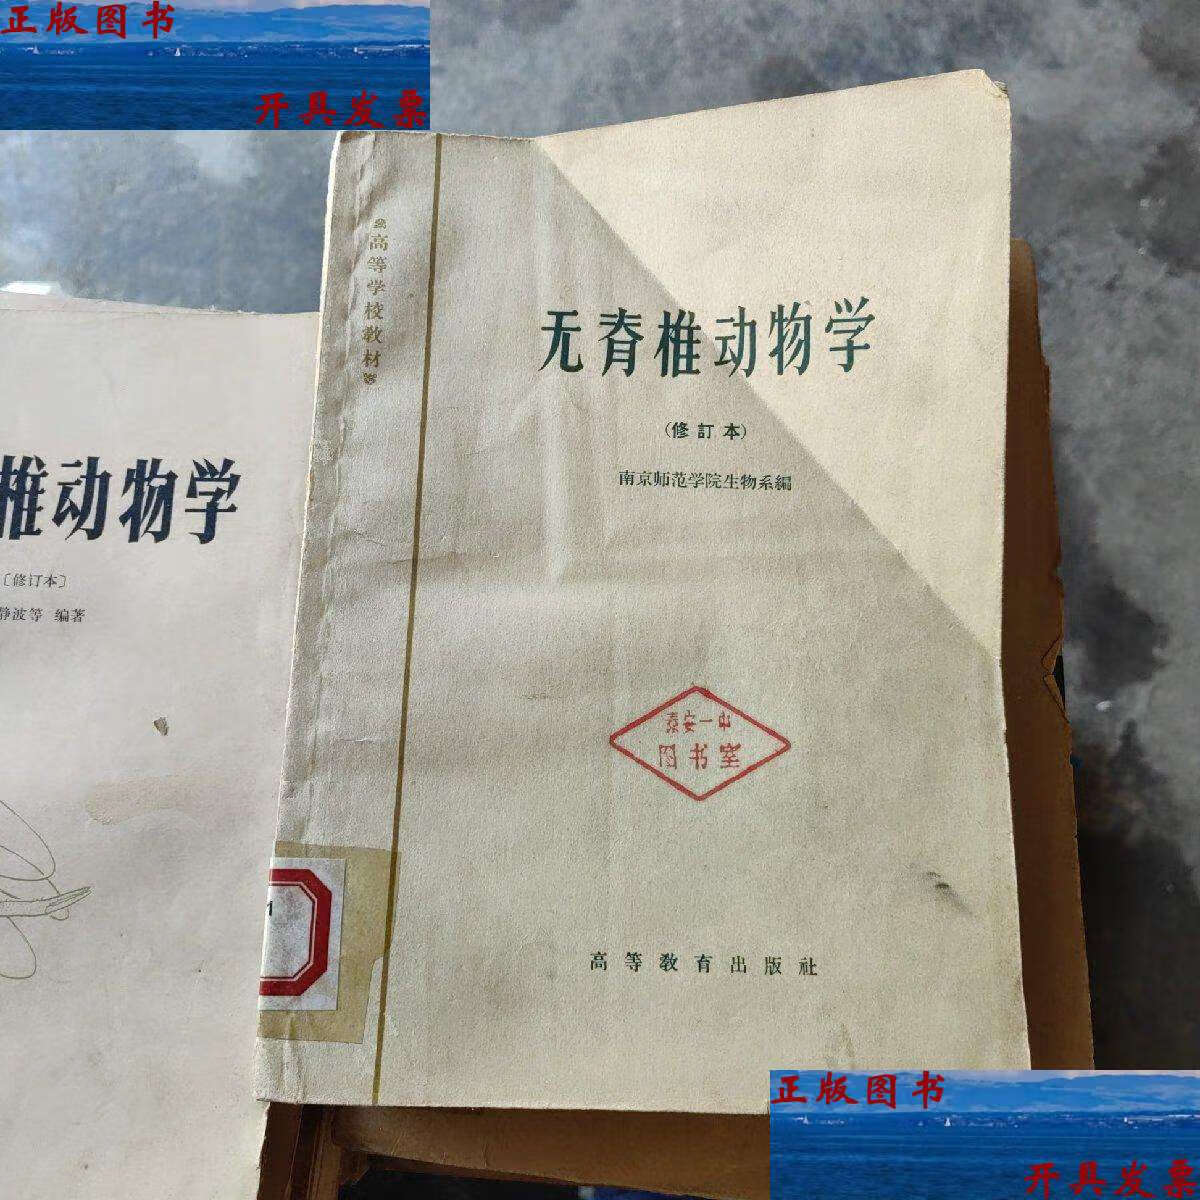 正版图书
开具发票
高等学校教材
无脊椎动物学
(修訂本)
南京师范学院生物系編
泰安一中
图书室
1
高等教育出版社
椎动物学
〔修订本〕
静波等 编著
正版图书
开具发票